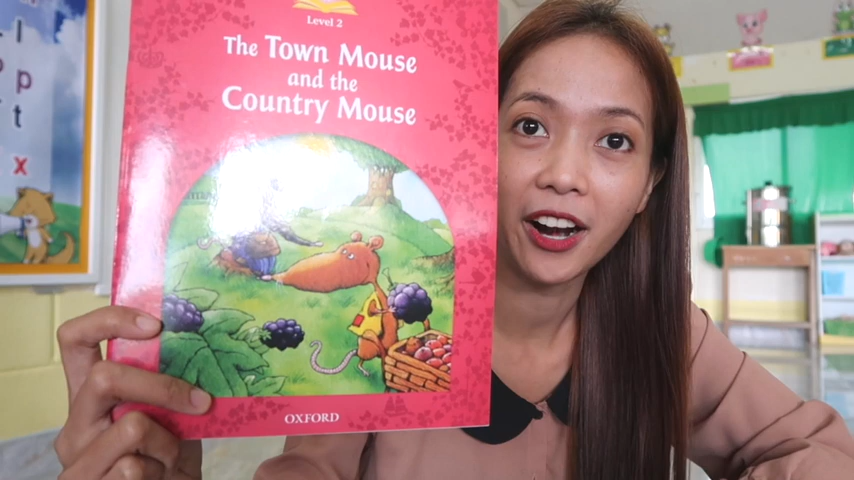 Level 2
The Town Mouse
and the
Country Mouse
OXFORD
l
p
t
x